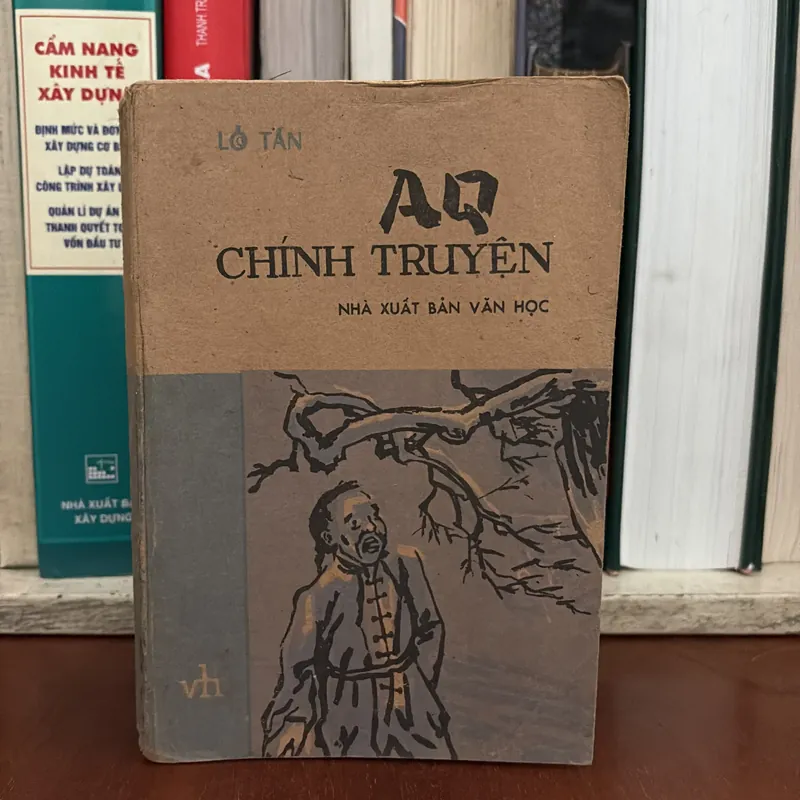 CẨM NANG
KINH TẾ
XÂY DỰNG
ĐỊNH MỨC VÀ ĐƠN
XÂY DỰNG CƠ B
LẬP DỰ TOÁN
CÔNG TRÌNH XÂY
QUẢN LÍ DỰ ÁN
THANH QUYẾT TO
VỐN ĐẦU TƯ
NHÀ XUẤT B
XÂY DỰNG
THANH TR
LỖ TẤN
AQ
CHÍNH TRUYỆN
NHÀ XUẤT BẢN VĂN HỌC
vh